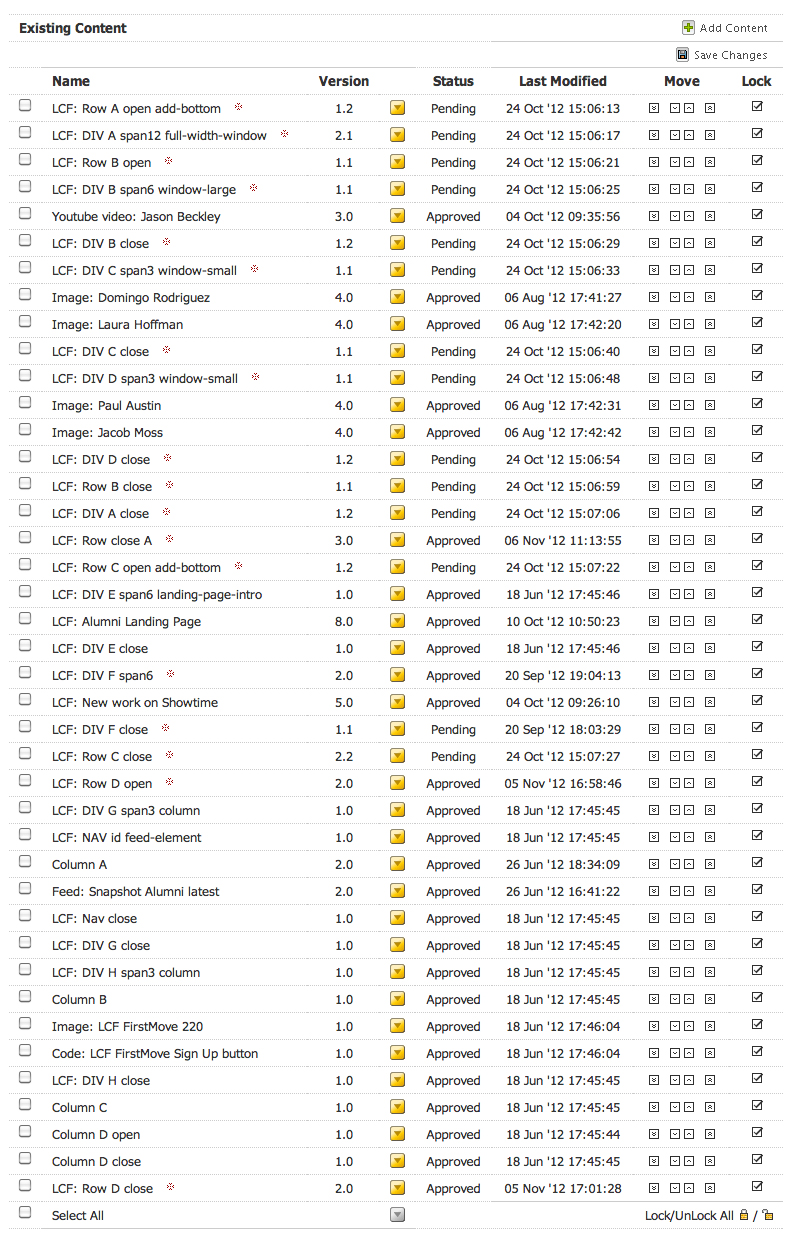 Existing Content
Add Content
Save Changes
Name Version Status Last Modified Move Lock
LCF: Row A open add-bottom 1.2 Pending 24 Oct '12 15:06:13
LCF: DIV A span12 full-width-window 2.1 Pending 24 Oct '12 15:06:17
LCF: Row B open 1.1 Pending 24 Oct '12 15:06:21
LCF: DIV B span6 window-large 1.1 Pending 24 Oct '12 15:06:25
Youtube video: Jason Beckley 3.0 Approved 04 Oct '12 09:35:56
LCF: DIV B close 1.2 Pending 24 Oct '12 15:06:29
LCF: DIV C span3 window-small 1.1 Pending 24 Oct '12 15:06:33
Image: Domingo Rodriguez 4.0 Approved 06 Aug '12 17:41:27
Image: Laura Hoffman 4.0 Approved 06 Aug '12 17:42:20
LCF: DIV C close 1.1 Pending 24 Oct '12 15:06:40
LCF: DIV D span3 window-small 1.1 Pending 24 Oct '12 15:06:48
Image: Paul Austin 4.0 Approved 06 Aug '12 17:42:31
Image: Jacob Moss 4.0 Approved 06 Aug '12 17:42:42
LCF: DIV D close 1.2 Pending 24 Oct '12 15:06:54
LCF: Row B close 1.1 Pending 24 Oct '12 15:06:59
LCF: DIV A close 1.2 Pending 24 Oct '12 15:07:06
LCF: Row close A 3.0 Approved 06 Nov '12 11:13:55
LCF: Row C open add-bottom 1.2 Pending 24 Oct '12 15:07:22
LCF: DIV E span6 landing-page-intro 1.0 Approved 18 Jun '12 17:45:46
LCF: Alumni Landing Page 8.0 Approved 10 Oct '12 10:50:23
LCF: DIV E close 1.0 Approved 18 Jun '12 17:45:46
LCF: DIV F span6 2.0 Approved 20 Sep '12 19:04:13
LCF: New work on Showtime 5.0 Approved 04 Oct '12 09:26:10
LCF: DIV F close 1.1 Pending 20 Sep '12 18:03:29
LCF: Row C close 2.2 Pending 24 Oct '12 15:07:27
LCF: Row D open 2.0 Approved 05 Nov '12 16:58:46
LCF: DIV G span3 column 1.0 Approved 18 Jun '12 17:45:45
LCF: NAV id feed-element 1.0 Approved 18 Jun '12 17:45:45
Column A 2.0 Approved 26 Jun '12 18:34:09
Feed: Snapshot Alumni latest 2.0 Approved 26 Jun '12 16:41:22
LCF: Nav close 1.0 Approved 18 Jun '12 17:45:45
LCF: DIV G close 1.0 Approved 18 Jun '12 17:45:45
LCF: DIV H span3 column 1.0 Approved 18 Jun '12 17:45:45
Column B 1.0 Approved 18 Jun '12 17:45:45
Image: LCF FirstMove 220 1.0 Approved 18 Jun '12 17:46:04
Code: LCF FirstMove Sign Up button 1.0 Approved 18 Jun '12 17:46:04
LCF: DIV H close 1.0 Approved 18 Jun '12 17:45:45
Column C 1.0 Approved 18 Jun '12 17:45:45
Column D open 1.0 Approved 18 Jun '12 17:45:44
Column D close 1.0 Approved 18 Jun '12 17:45:45
LCF: Row D close 2.0 Approved 05 Nov '12 17:01:28
Select All Lock/UnLock All /